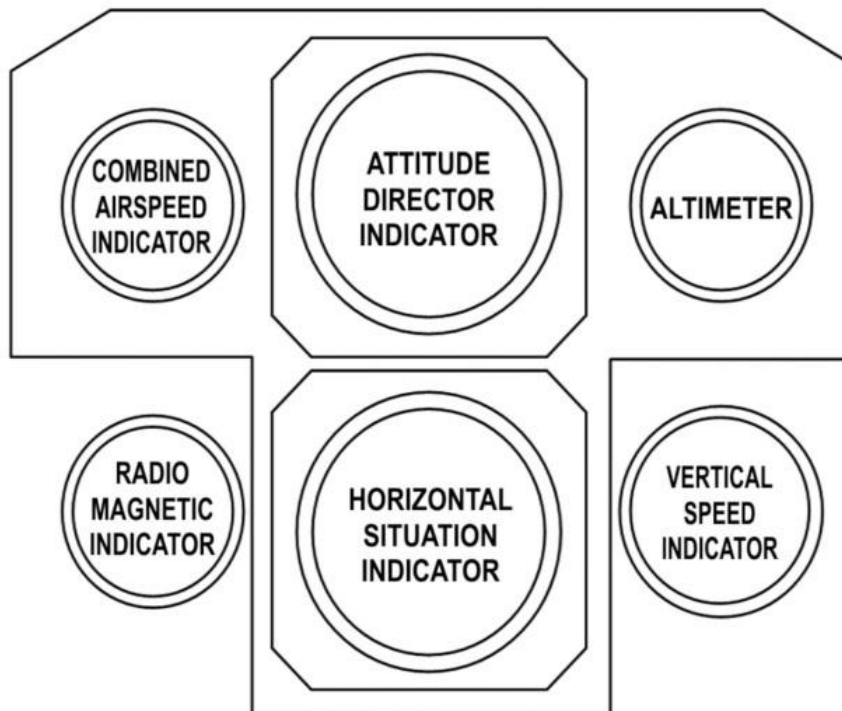 COMBINED
AIRSPEED
INDICATOR
ATTITUDE
DIRECTOR
INDICATOR
ALTIMETER
RADIO
MAGNETIC
INDICATOR
HORIZONTAL
SITUATION
INDICATOR
VERTICAL
SPEED
INDICATOR